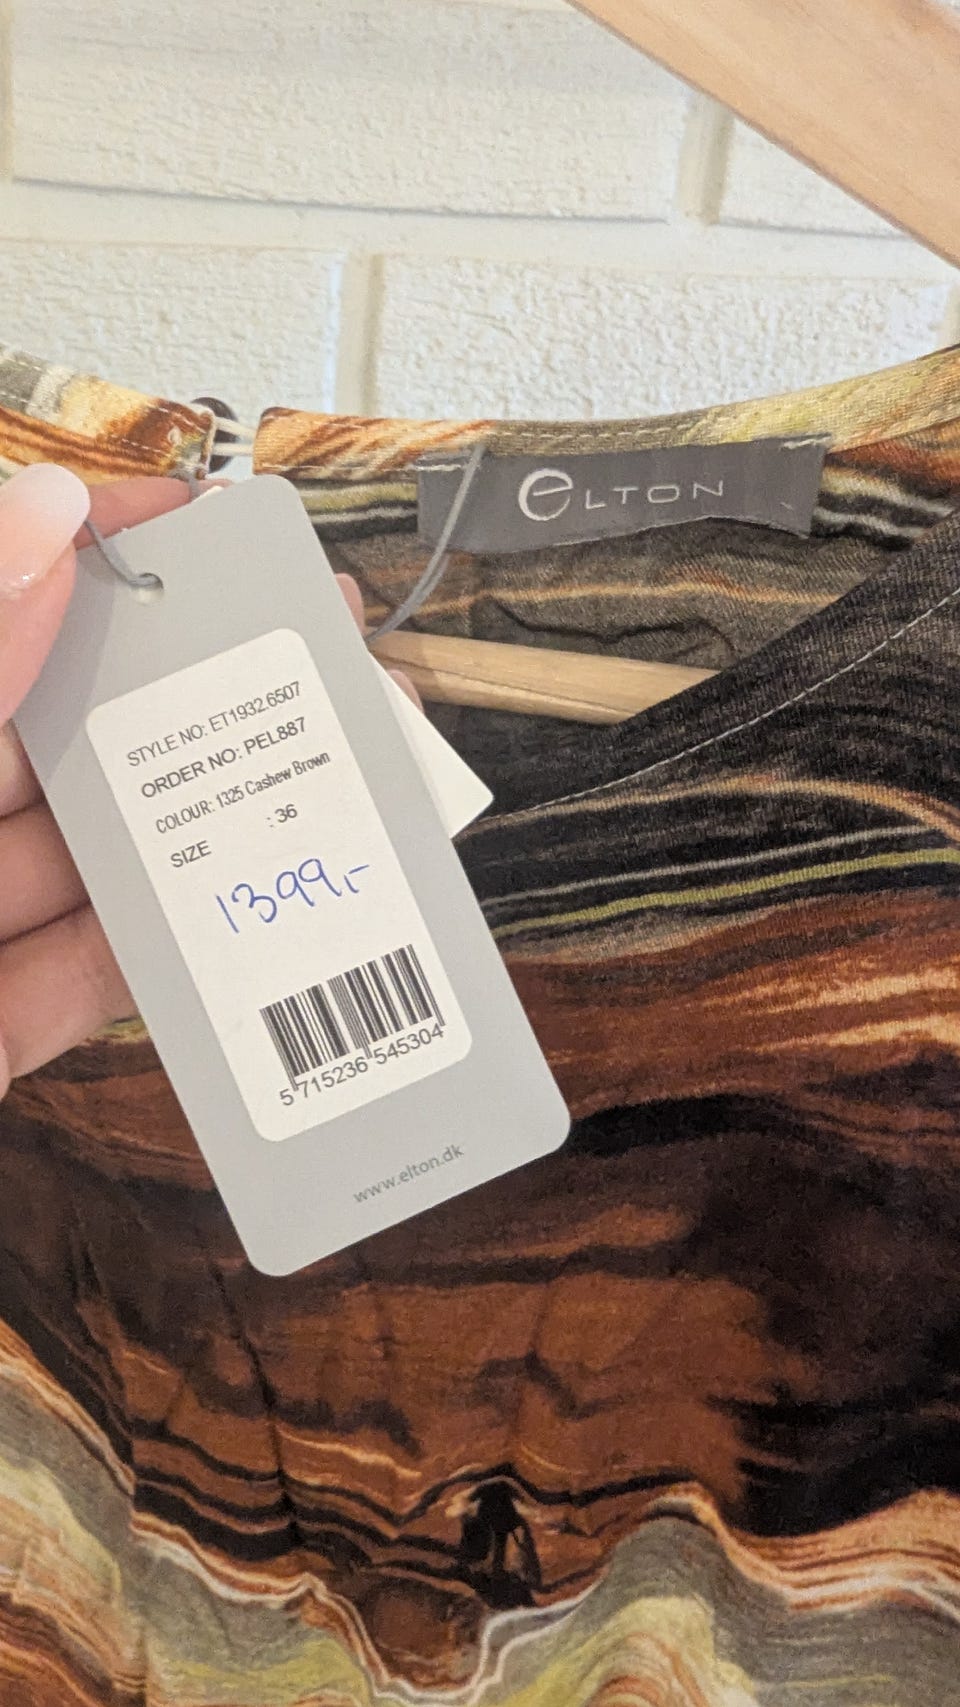 eLTON
STYLE NO: ET1932.6507
ORDER NO: PEL887
COLOUR: 1325 Cashew Brown
SIZE : 36
1399,-
5 715236 545304
www.elton.dk